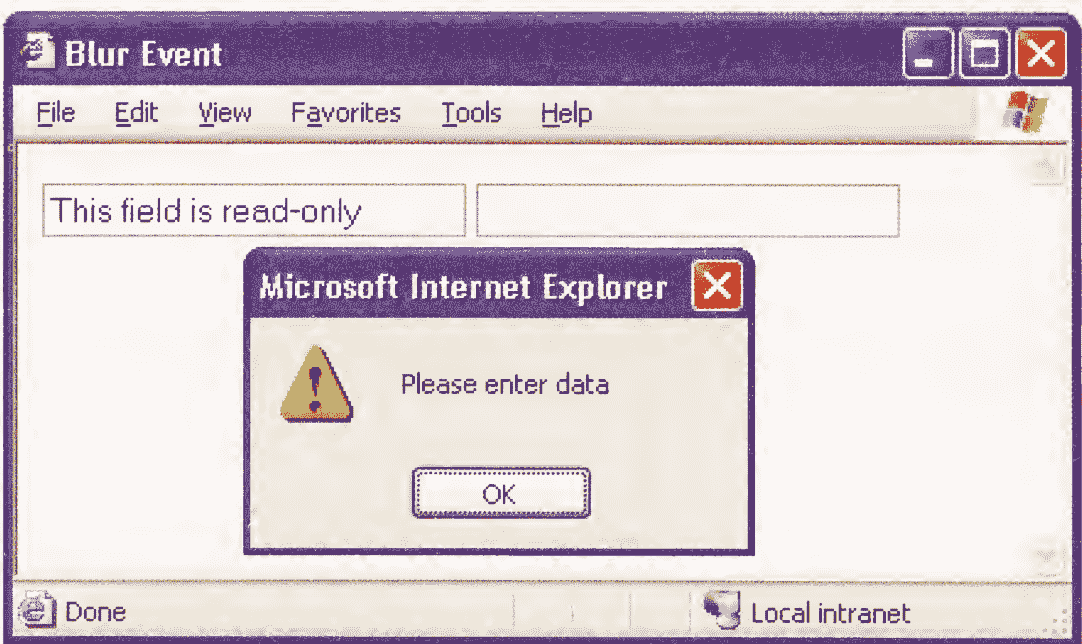 Blur Event
File Edit View Favorites Tools Help
This field is read-only
Microsoft Internet Explorer
Please enter data
OK
Done Local intranet